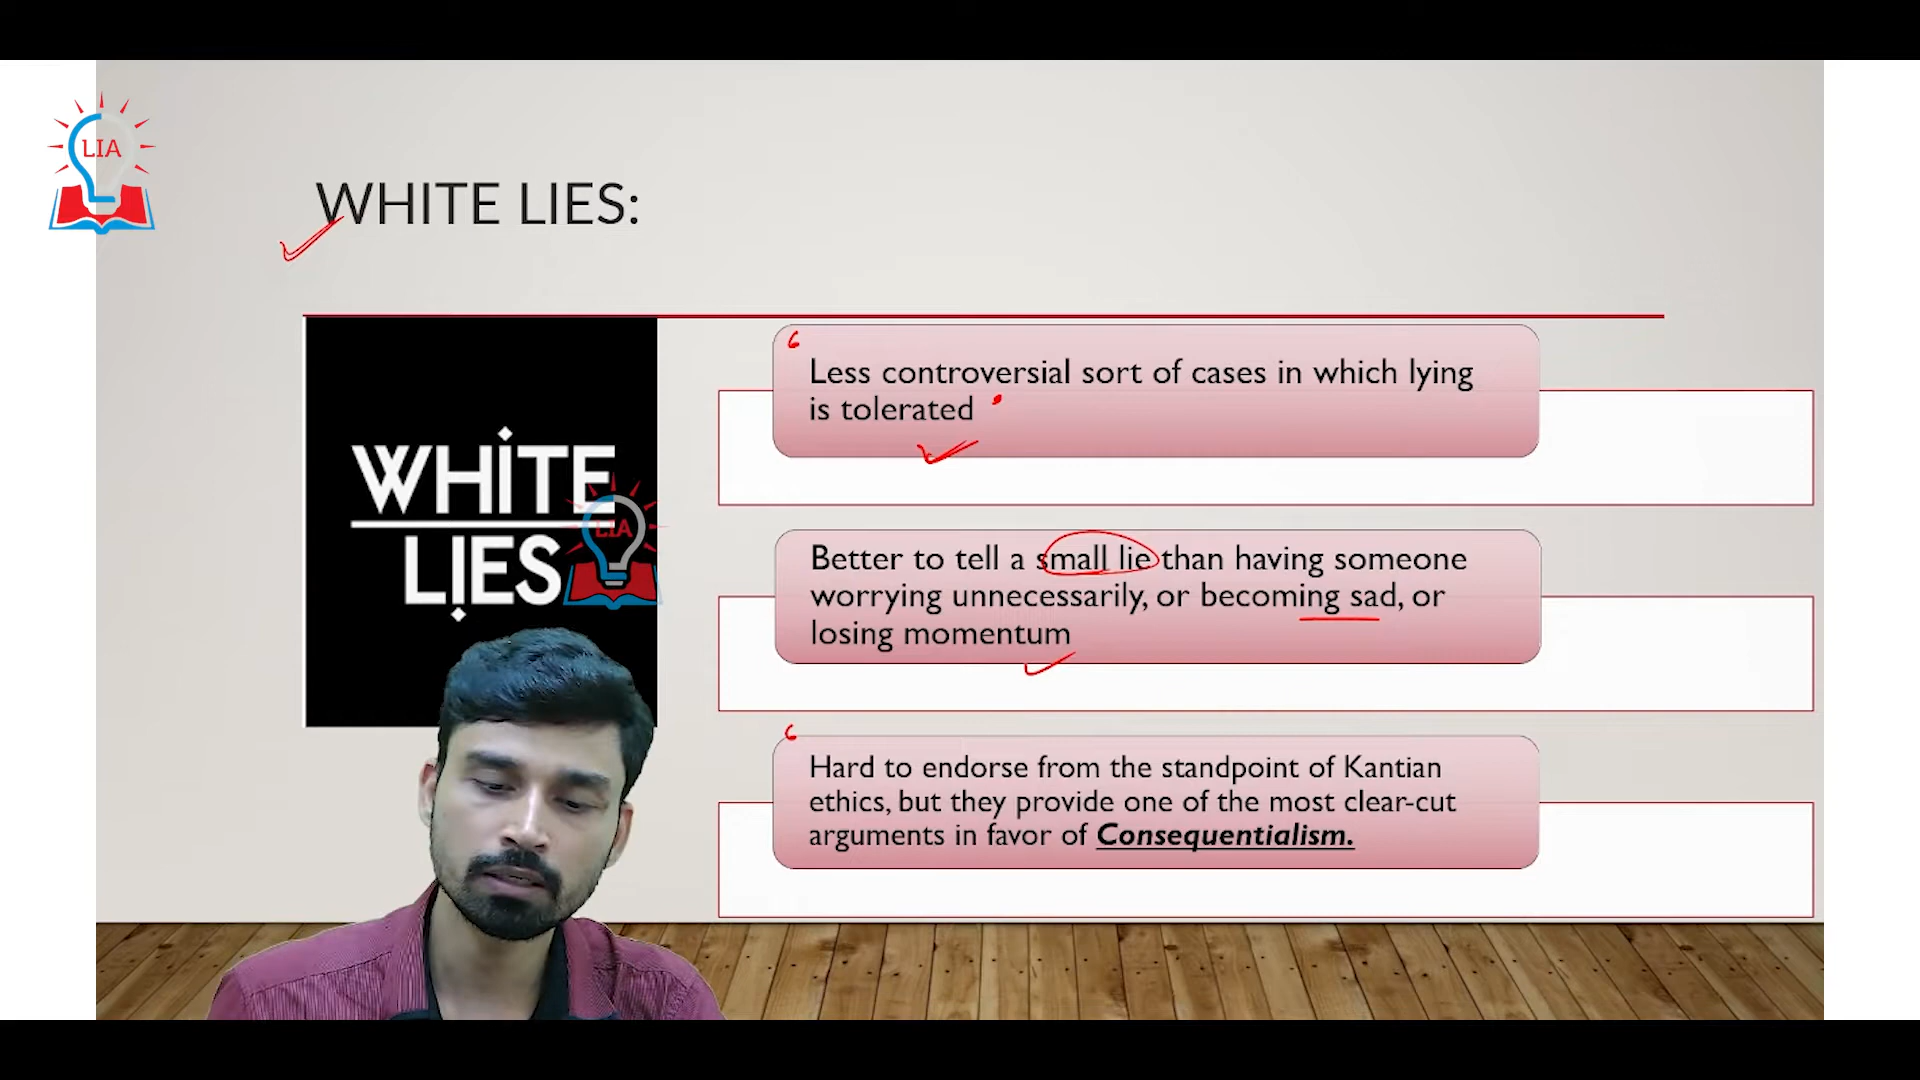 LIA
WHITE LIES:
Less controversial sort of cases in which lying
is tolerated
WHITE
LIES
LIA
Better to tell a small lie than having someone
worrying unnecessarily, or becoming sad, or
losing momentum
Hard to endorse from the standpoint of Kantian
ethics, but they provide one of the most clear-cut
arguments in favor of Consequentialism.